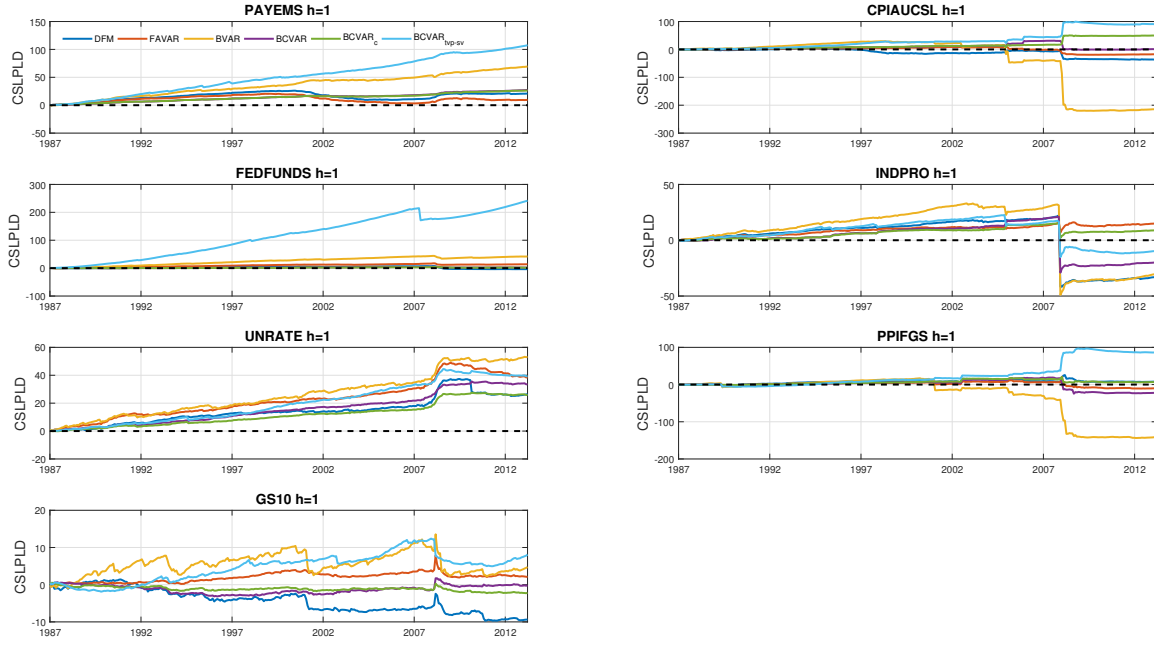 PAYEMS h=1
DFM FAVAR BVAR BCVAR BCVARc BCVARtvp-sv
CSLPLD
100
50
0
-50
1987 1992 1997 2002 2007 2012
CPIAUCSL h=1
CSLPLD
100
0
-100
-200
-300
1987 1992 1997 2002 2007 2012
FEDFUNDS h=1
CSLPLD
300
200
100
0
-100
1987 1992 1997 2002 2007 2012
INDPRO h=1
CSLPLD
50
0
-50
1987 1992 1997 2002 2007 2012
UNRATE h=1
CSLPLD
60
40
20
0
-20
1987 1992 1997 2002 2007 2012
PPIFGS h=1
CSLPLD
100
0
-100
-200
1987 1992 1997 2002 2007 2012
GS10 h=1
CSLPLD
20
10
0
-10
1987 1992 1997 2002 2007 2012